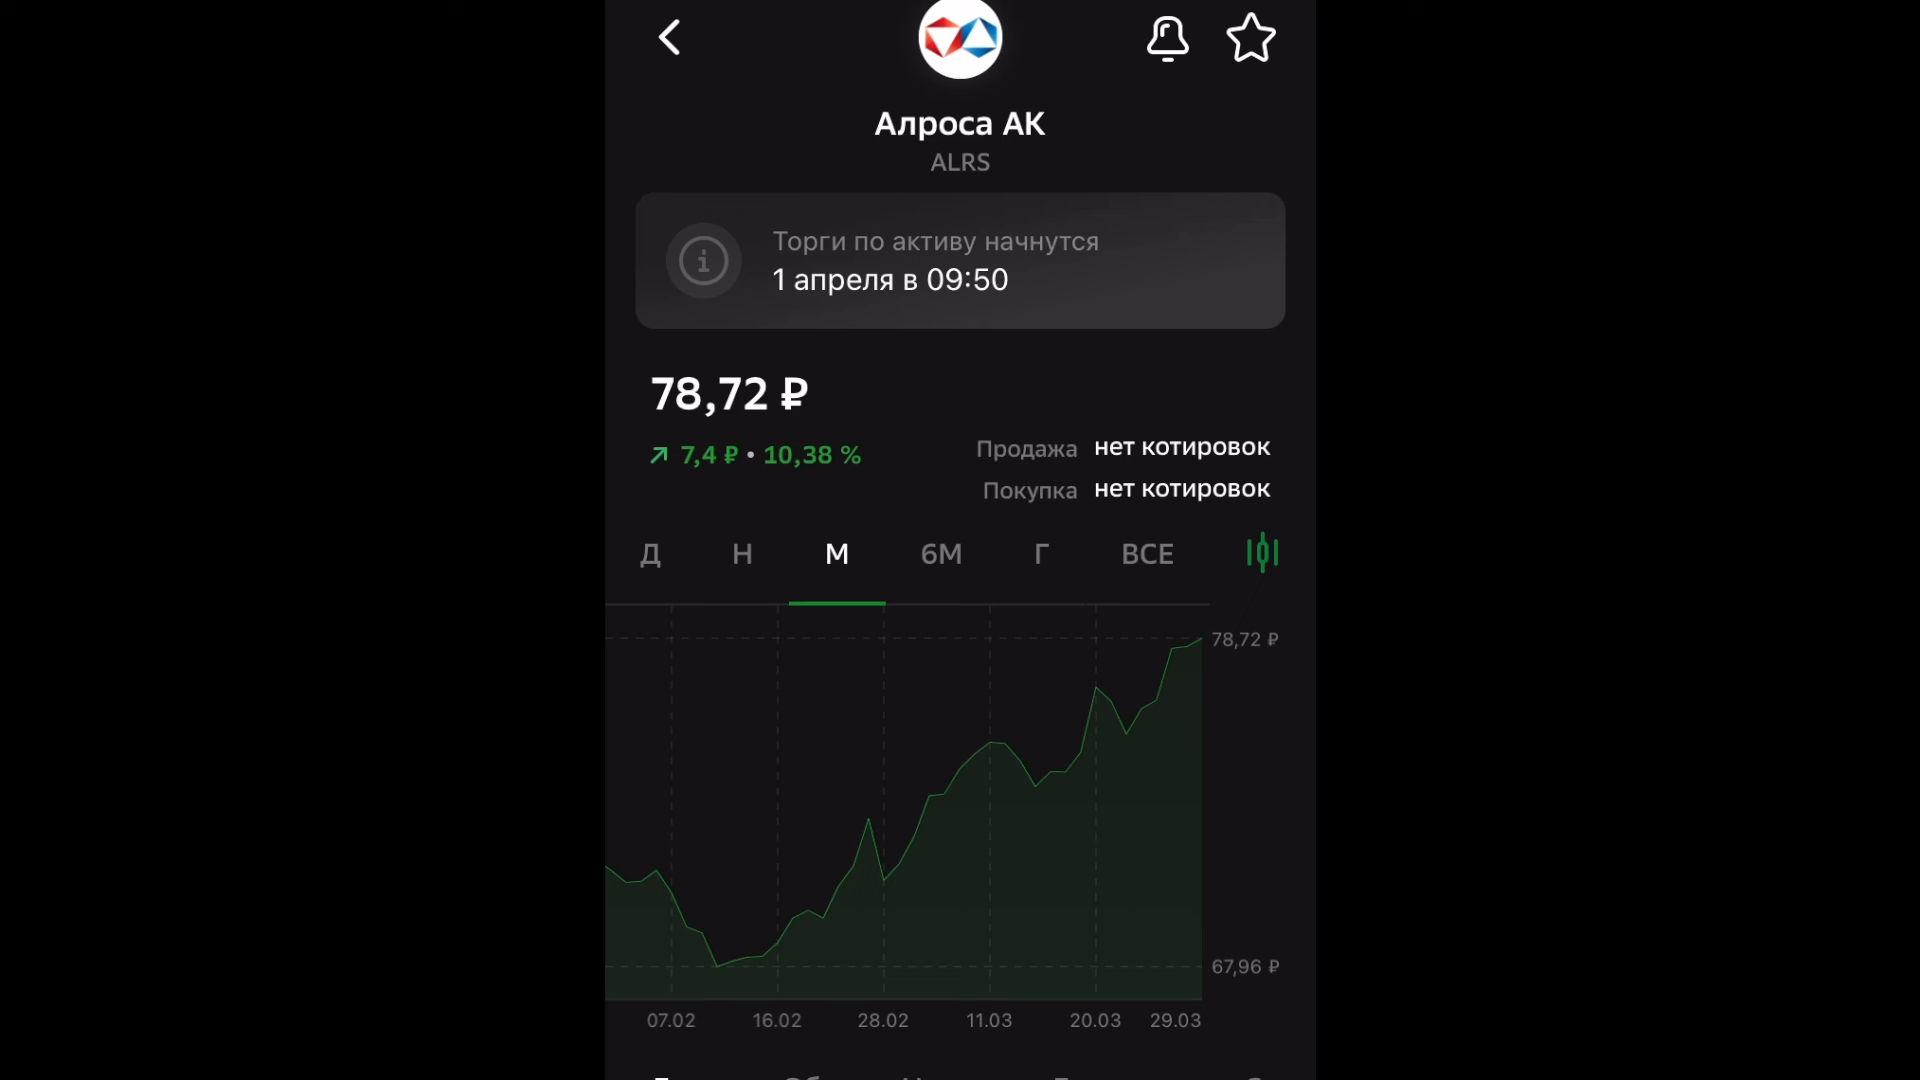 Алроса АК
ALRS
Торги по активу начнутся
1 апреля в 09:50
78,72 ₽
7,4 ₽ • 10,38 %
Продажа нет котировок
Покупка нет котировок
Д Н М 6М Г ВСЕ
78,72 ₽
67,96 ₽
07.02 16.02 28.02 11.03 20.03 29.03